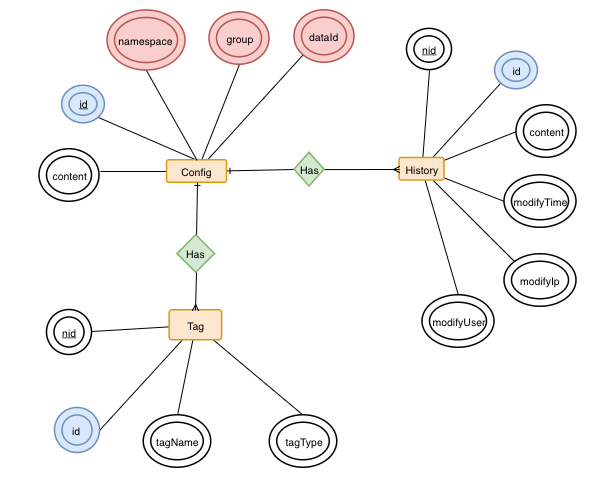 namespace
group
dataId
nid
id
id
content
content
Config
Has
History
modifyTime
Has
modifyIp
modifyUser
Tag
nid
id
tagName
tagType